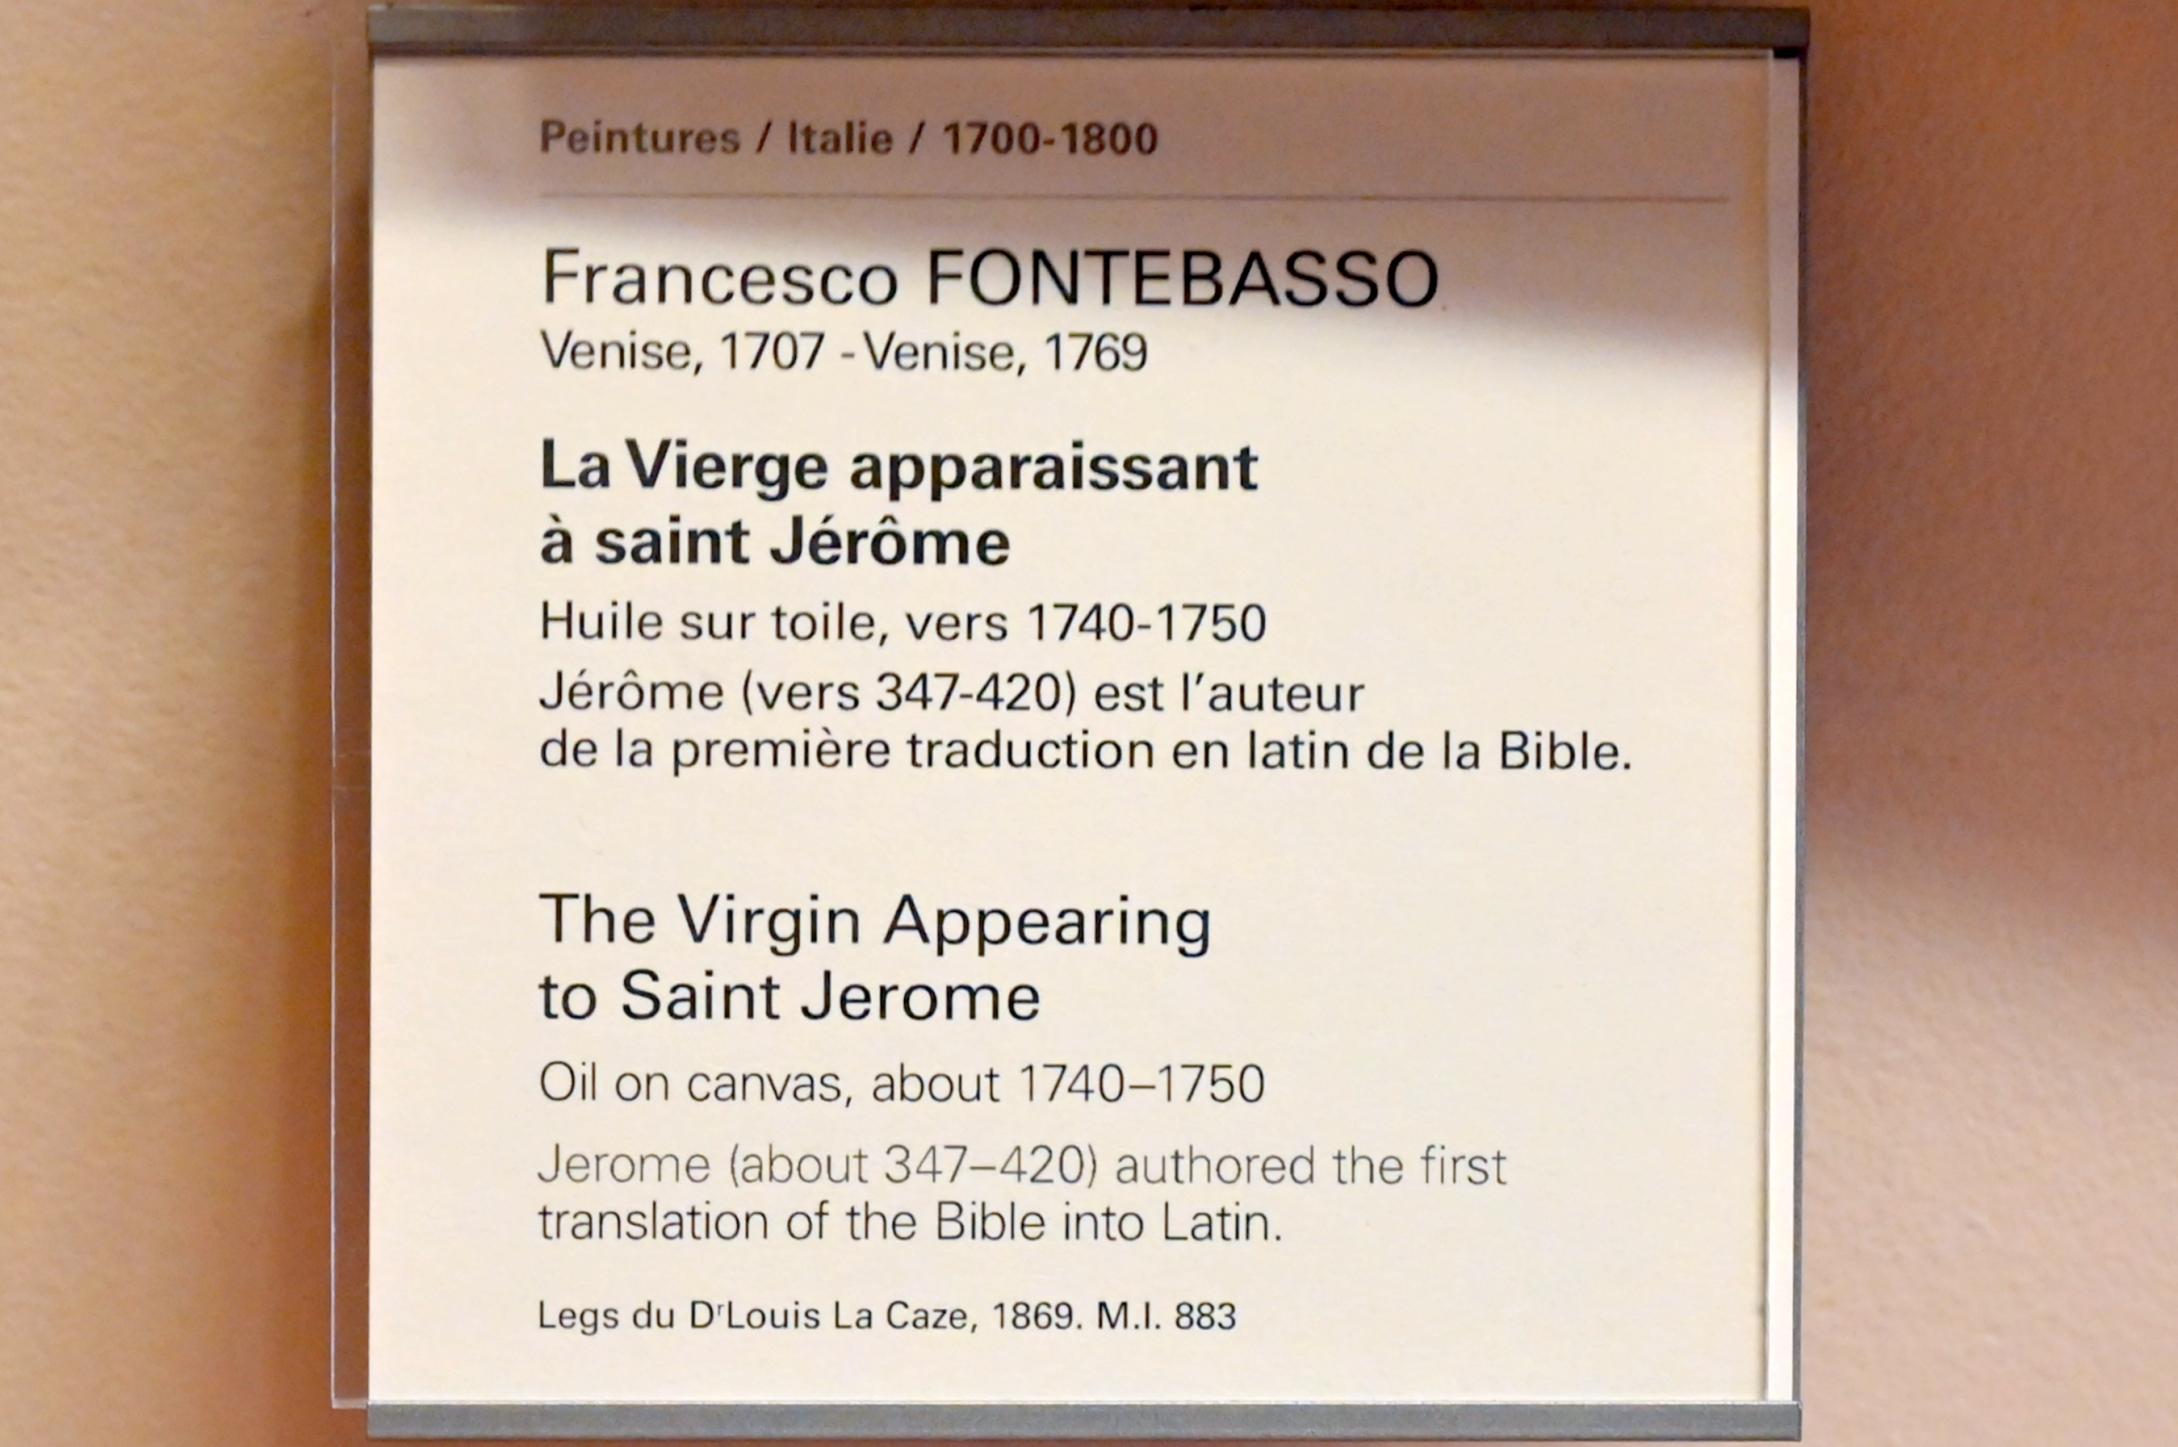 Peintures / Italie / 1700-1800
Francesco FONTEBASSO
Venise, 1707 - Venise, 1769
La Vierge apparaissant
à saint Jérôme
Huile sur toile, vers 1740-1750
Jérôme (vers 347-420) est l'auteur
de la première traduction en latin de la Bible.
The Virgin Appearing
to Saint Jerome
Oil on canvas, about 1740–1750
Jerome (about 347–420) authored the first
translation of the Bible into Latin.
Legs du Dʳ Louis La Caze, 1869. M.I. 883